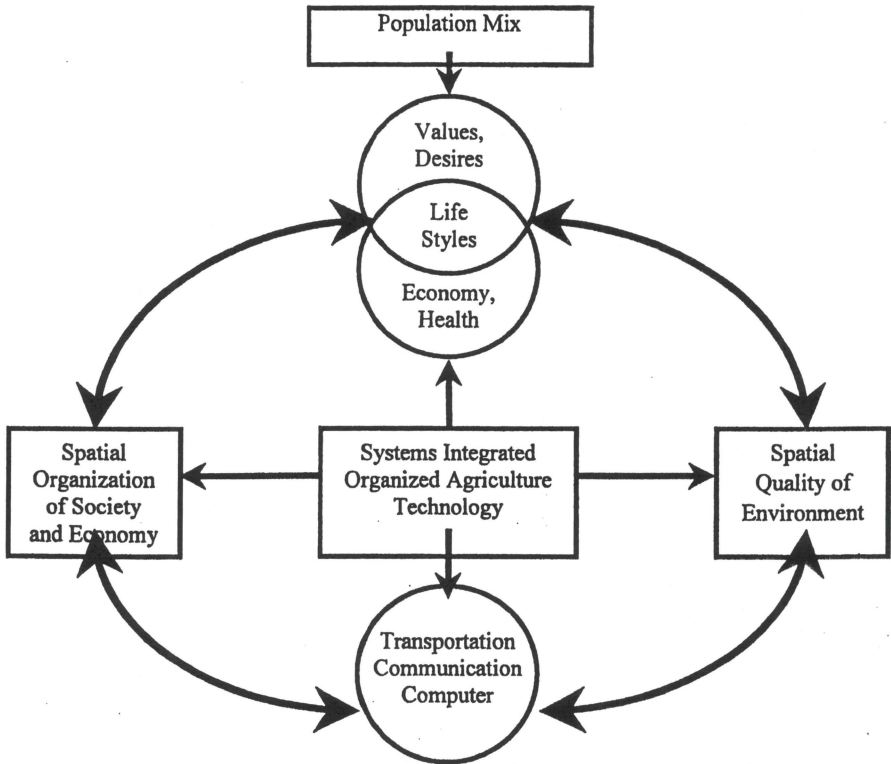 Population Mix
Values,
Desires
Life
Styles
Economy,
Health
Spatial
Organization
of Society
and Economy
Systems Integrated
Organized Agriculture
Technology
Spatial
Quality of
Environment
Transportation
Communication
Computer